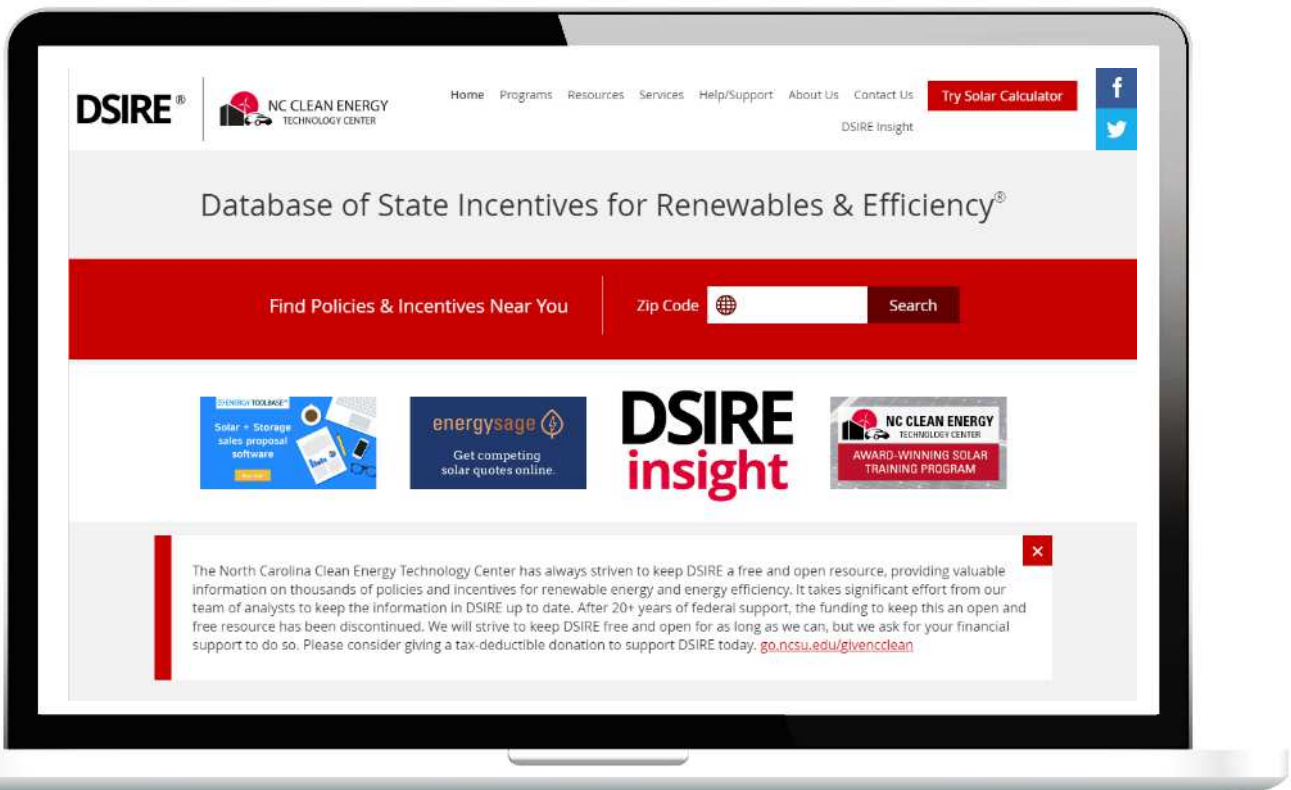 DSIRE®
NC CLEAN ENERGY
TECHNOLOGY CENTER
Home Programs Resources Services Help/Support About Us Contact Us
DSIRE Insight
Try Solar Calculator
f
Database of State Incentives for Renewables & Efficiency®
Find Policies & Incentives Near You
Zip Code
Search
ENERGY TOOLBASE
Solar + Storage
sales proposal
software
energysage
Get competing
solar quotes online.
DSIRE
insight
NC CLEAN ENERGY
TECHNOLOGY CENTER
AWARD-WINNING SOLAR
TRAINING PROGRAM
The North Carolina Clean Energy Technology Center has always striven to keep DSIRE a free and open resource, providing valuable
information on thousands of policies and incentives for renewable energy and energy efficiency. It takes significant effort from our
team of analysts to keep the information in DSIRE up to date. After 20+ years of federal support, the funding to keep this an open and
free resource has been discontinued. We will strive to keep DSIRE free and open for as long as we can, but we ask for your financial
support to do so. Please consider giving a tax-deductible donation to support DSIRE today. go.ncsu.edu/givencclean